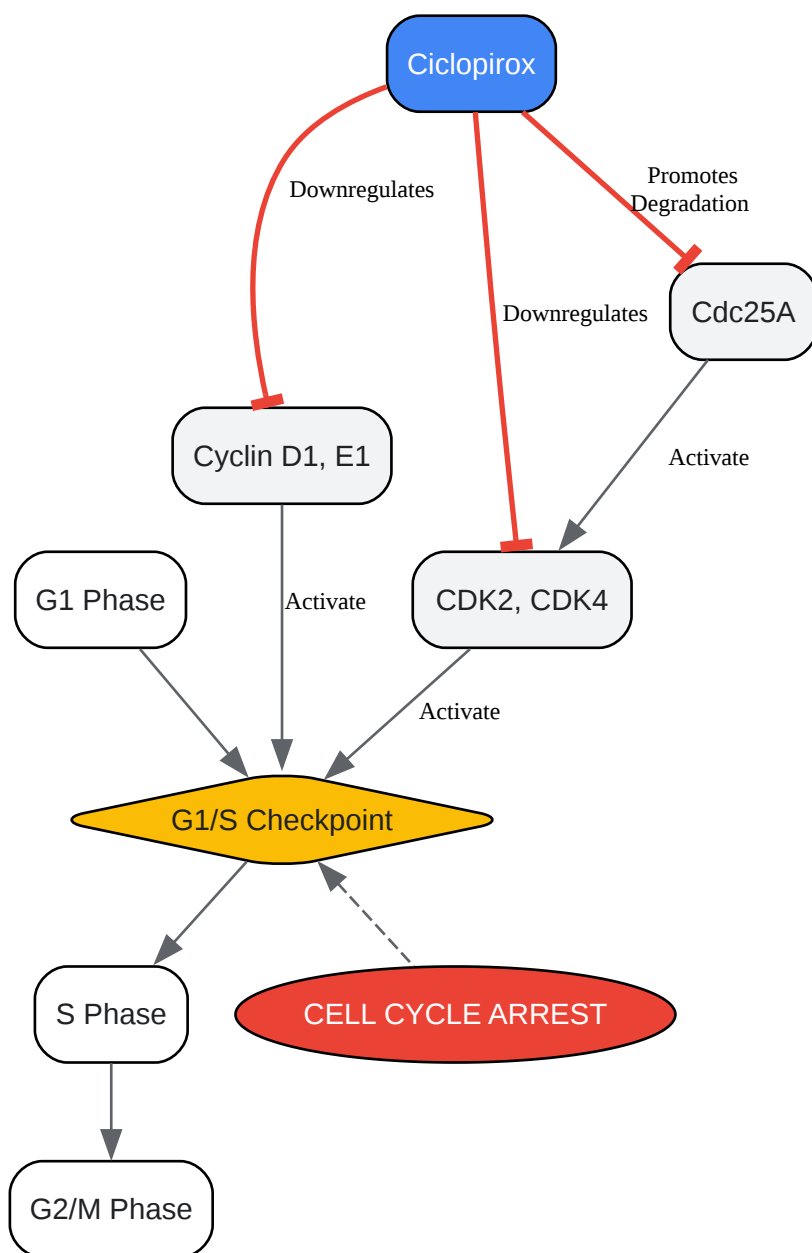 Ciclopirox
Downregulates
Promotes
Degradation
Downregulates
Cdc25A
Cyclin D1, E1
Activate
G1 Phase
Activate
CDK2, CDK4
Activate
G1/S Checkpoint
S Phase
CELL CYCLE ARREST
G2/M Phase